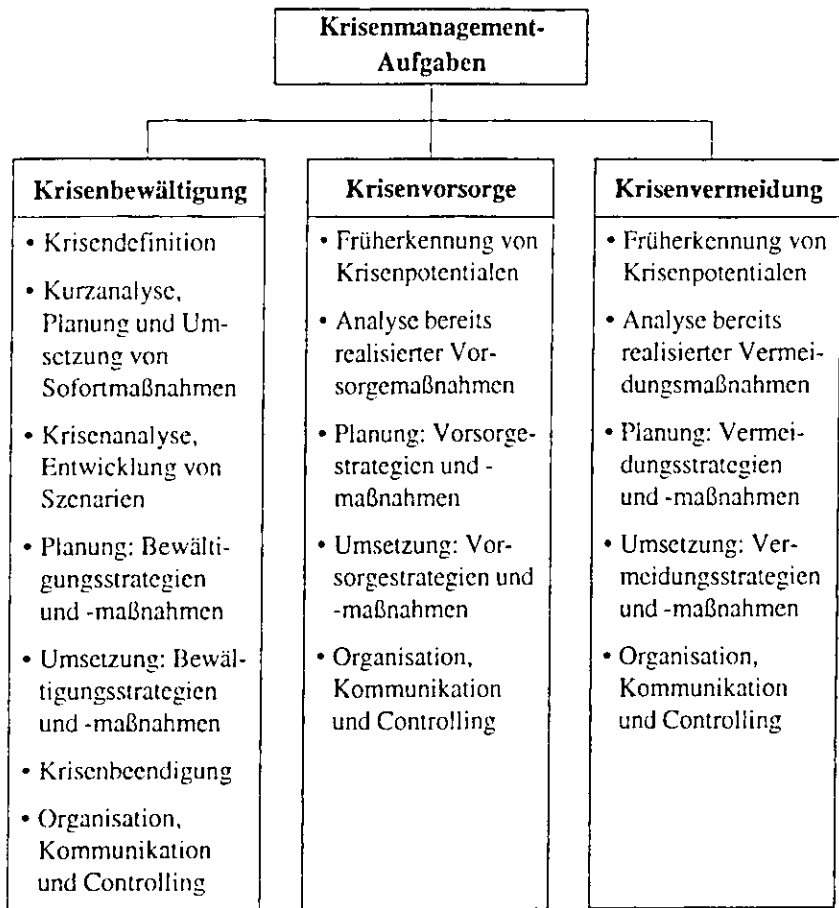 Krisenmanagement-
Aufgaben
Krisenbewältigung
• Krisendefinition
• Kurzanalyse,
Planung und Um-
setzung von
Sofortmaßnahmen
• Krisenanalyse,
Entwicklung von
Szenarien
• Planung: Bewälti-
gungsstrategien
und -maßnahmen
• Umsetzung: Bewäl-
tigungsstrategien
und -maßnahmen
• Krisenbeendigung
• Organisation,
Kommunikation
und Controlling
Krisenvorsorge
• Früherkennung von
Krisenpotentialen
• Analyse bereits
realisierter Vor-
sorgemaßnahmen
• Planung: Vorsorge-
strategien und -
maßnahmen
• Umsetzung: Vor-
sorgestrategien und
-maßnahmen
• Organisation,
Kommunikation
und Controlling
Krisenvermeidung
• Früherkennung von
Krisenpotentialen
• Analyse bereits
realisierter Vermei-
dungsmaßnahmen
• Planung: Vermei-
dungsstrategien
und -maßnahmen
• Umsetzung: Ver-
meidungsstrategien
und -maßnahmen
• Organisation,
Kommunikation
und Controlling